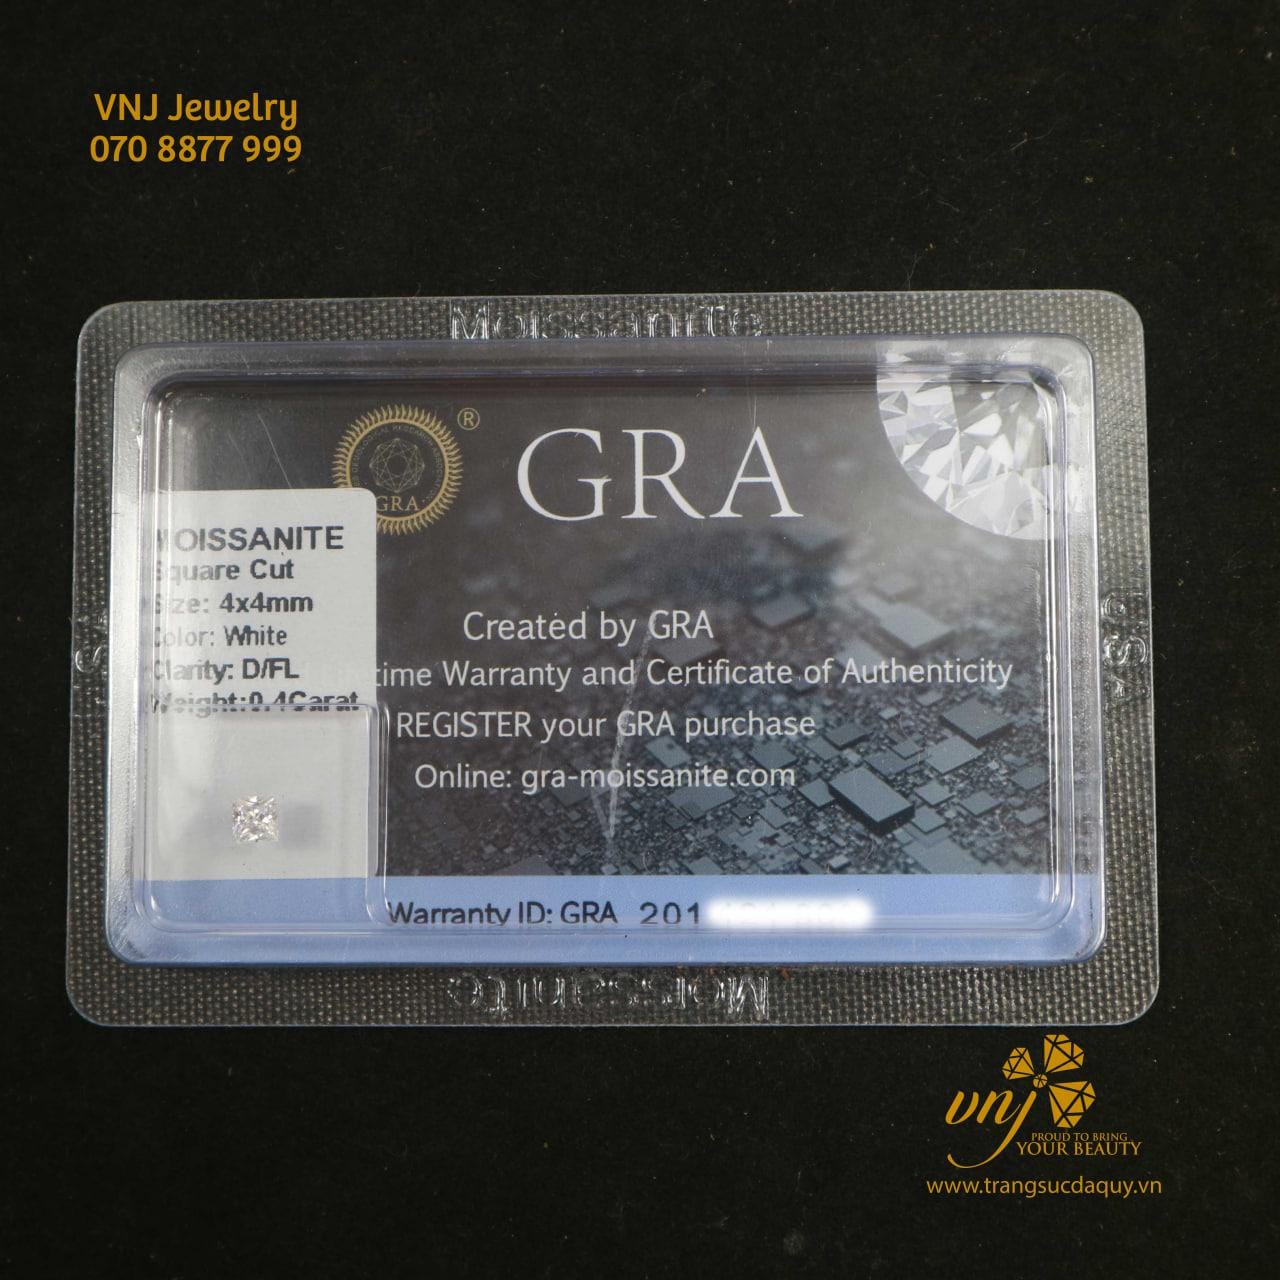 VNJ Jewelry
070 8877 999
Moissanite
GRA
®
GRA
MOISSANITE
Square Cut
Size: 4x4mm
Color: White
Clarity: D/FL
Weight:0.4Carat
Created by GRA
Warranty and Certificate of Authenticity
REGISTER your GRA purchase
Online: gra-moissanite.com
Warranty ID: GRA 201
Moissanite
vnj
PROUD TO BRING
YOUR BEAUTY
www.trangsucdaquy.vn